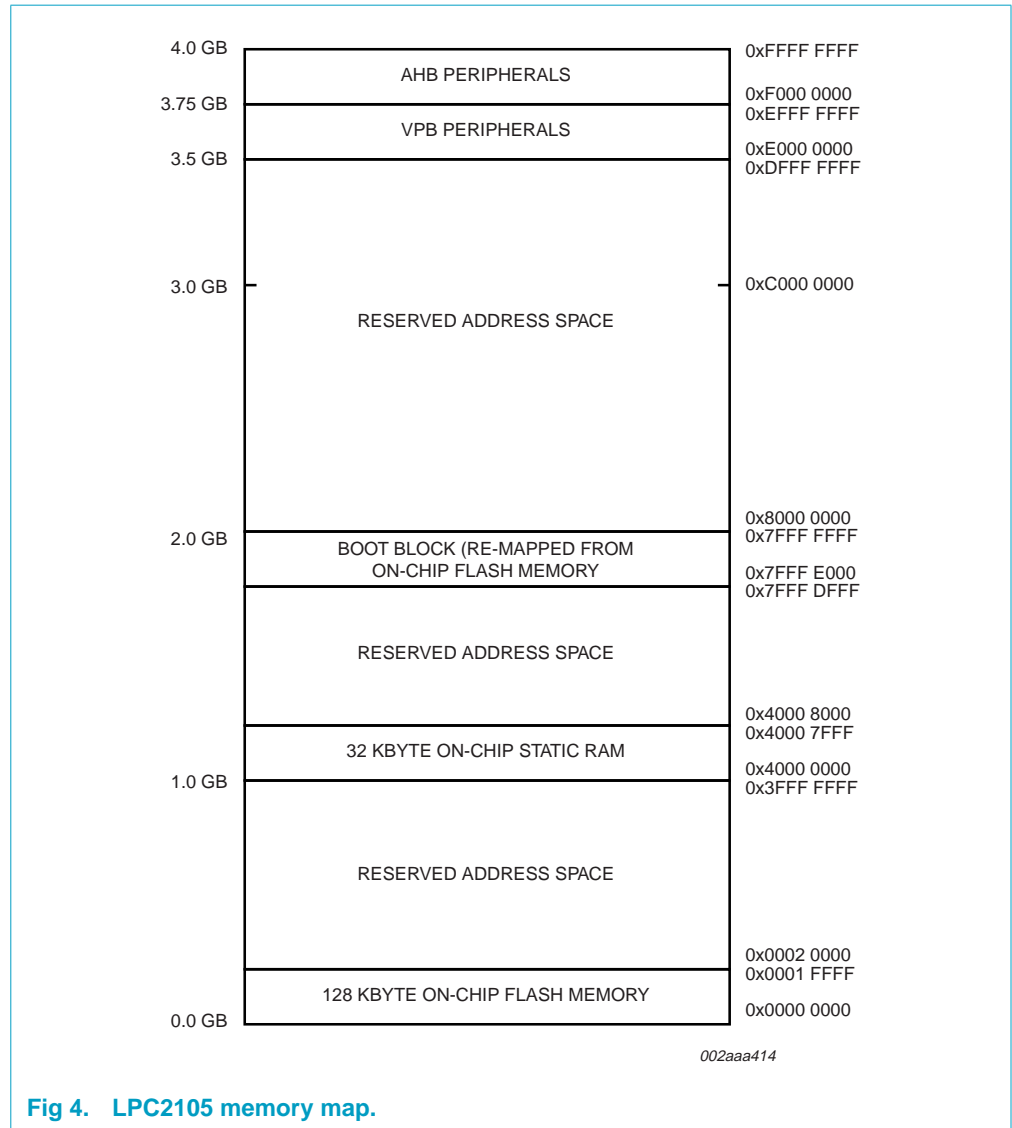 4.0 GB
0xFFFF FFFF
AHB PERIPHERALS
0xF000 0000
3.75 GB
0xEFFF FFFF
VPB PERIPHERALS
0xE000 0000
3.5 GB
0xDFFF FFFF
3.0 GB
0xC000 0000
RESERVED ADDRESS SPACE
0x8000 0000
2.0 GB
0x7FFF FFFF
BOOT BLOCK (RE-MAPPED FROM
ON-CHIP FLASH MEMORY
0x7FFF E000
0x7FFF DFFF
RESERVED ADDRESS SPACE
0x4000 8000
0x4000 7FFF
32 KBYTE ON-CHIP STATIC RAM
0x4000 0000
1.0 GB
0x3FFF FFFF
RESERVED ADDRESS SPACE
0x0002 0000
0x0001 FFFF
128 KBYTE ON-CHIP FLASH MEMORY
0x0000 0000
0.0 GB
002aaa414
Fig 4. LPC2105 memory map.